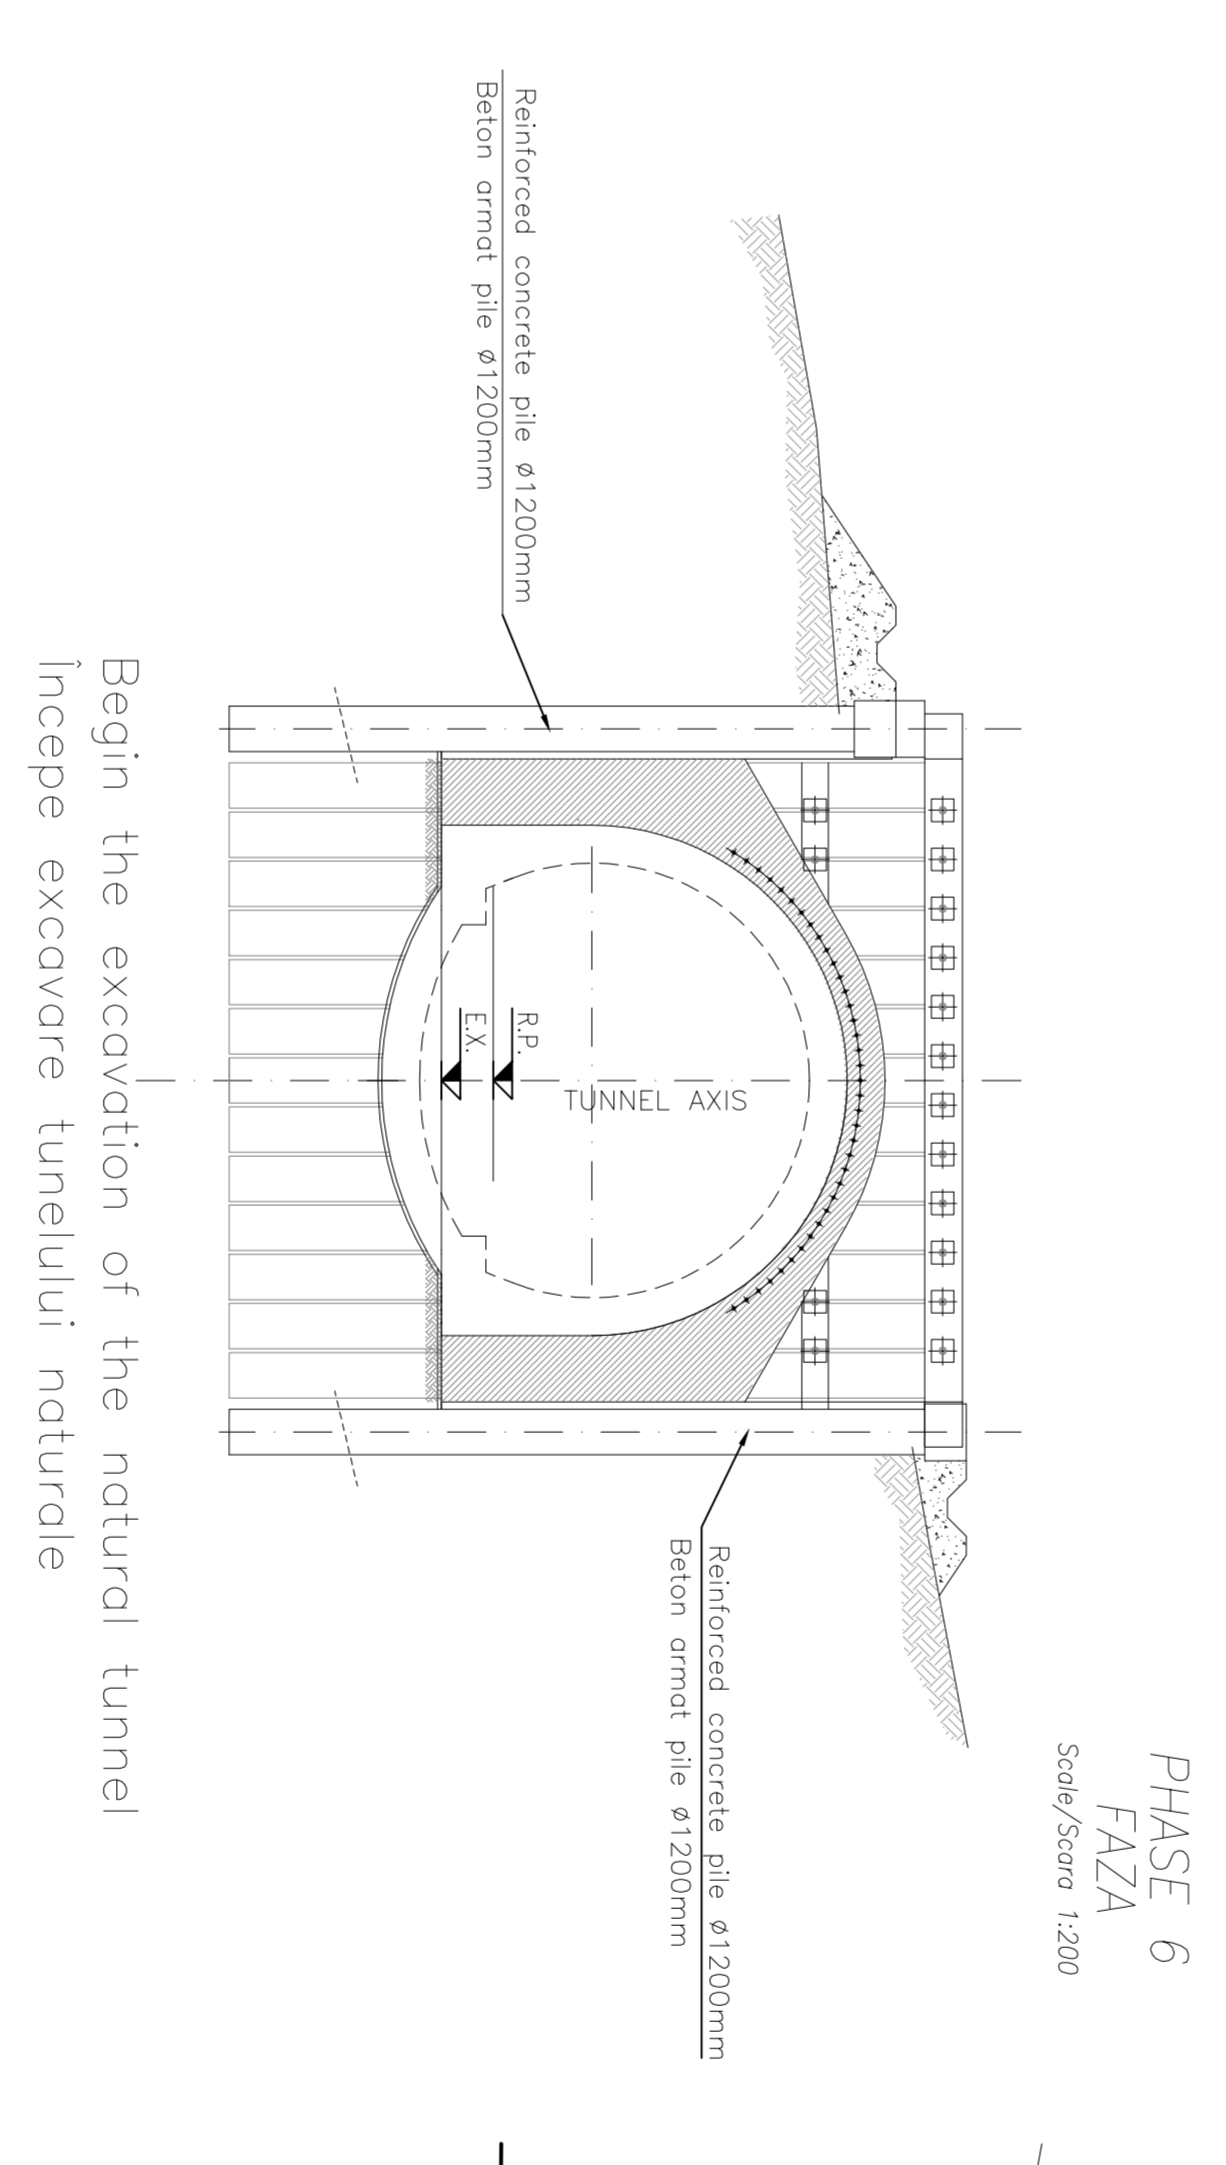 PHASE 6
FAZA
Scale/Scara 1:200
Reinforced concrete pile Ø1200mm
Beton armat pile Ø1200mm
TUNNEL AXIS
R.P.
E.X.
Reinforced concrete pile Ø1200mm
Beton armat pile Ø1200mm
Begin the excavation of the natural tunnel
Începe excavare tunelului naturale